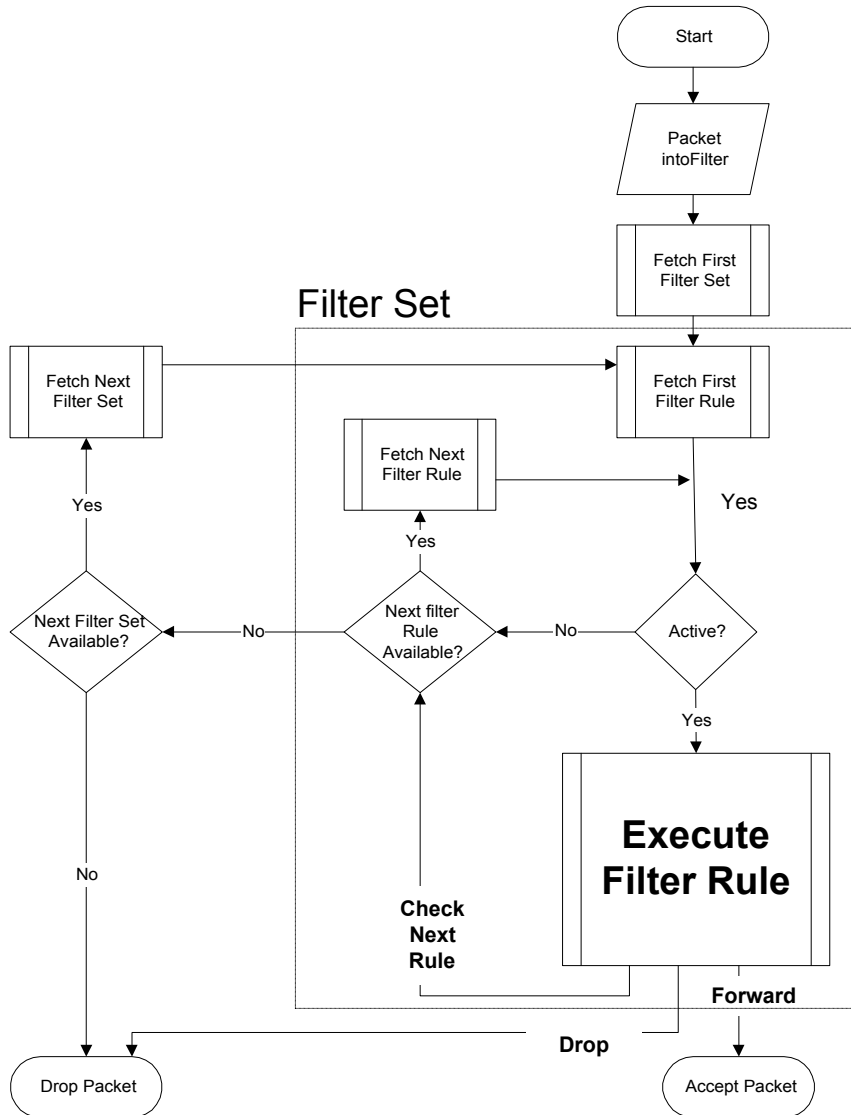 Start
Packet
intoFilter
Fetch First
Filter Set
Filter Set
Fetch Next
Filter Set
Fetch First
Filter Rule
Fetch Next
Filter Rule
Yes
Yes
Yes
Next Filter Set
Available?
No
Next filter
Rule
Available?
No
Active?
Yes
Execute
Filter Rule
No
Check
Next
Rule
Forward
Drop
Drop Packet
Accept Packet